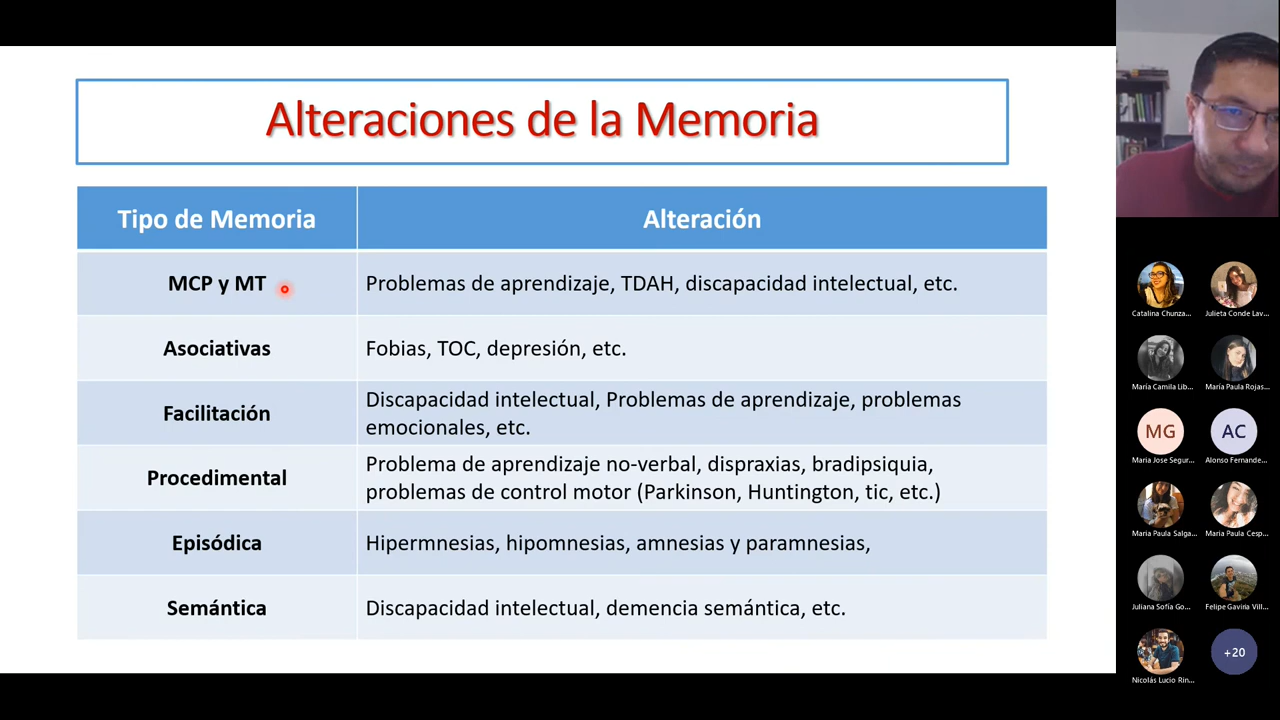 Alteraciones de la Memoria
Tipo de Memoria
Alteración
MCP y MT
Problemas de aprendizaje, TDAH, discapacidad intelectual, etc.
Asociativas
Fobias, TOC, depresión, etc.
Facilitación
Discapacidad intelectual, Problemas de aprendizaje, problemas
emocionales, etc.
Procedimental
Problema de aprendizaje no-verbal, dispraxias, bradipsiquia,
problemas de control motor (Parkinson, Huntington, tic, etc.)
Episódica
Hipermnesias, hipomnesias, amnesias y paramnesias,
Semántica
Discapacidad intelectual, demencia semántica, etc.
Catalina Chunza...
Julieta Conde Lav...
María Camila Lib...
María Paula Rojas...
MG
AC
Maria Jose Segur...
Alonso Fernande...
Maria Paula Salga...
Maria Paula Cesp...
Juliana Sofía Go...
Felipe Gaviria Vill...
Nicolás Lucio Rin...
+20